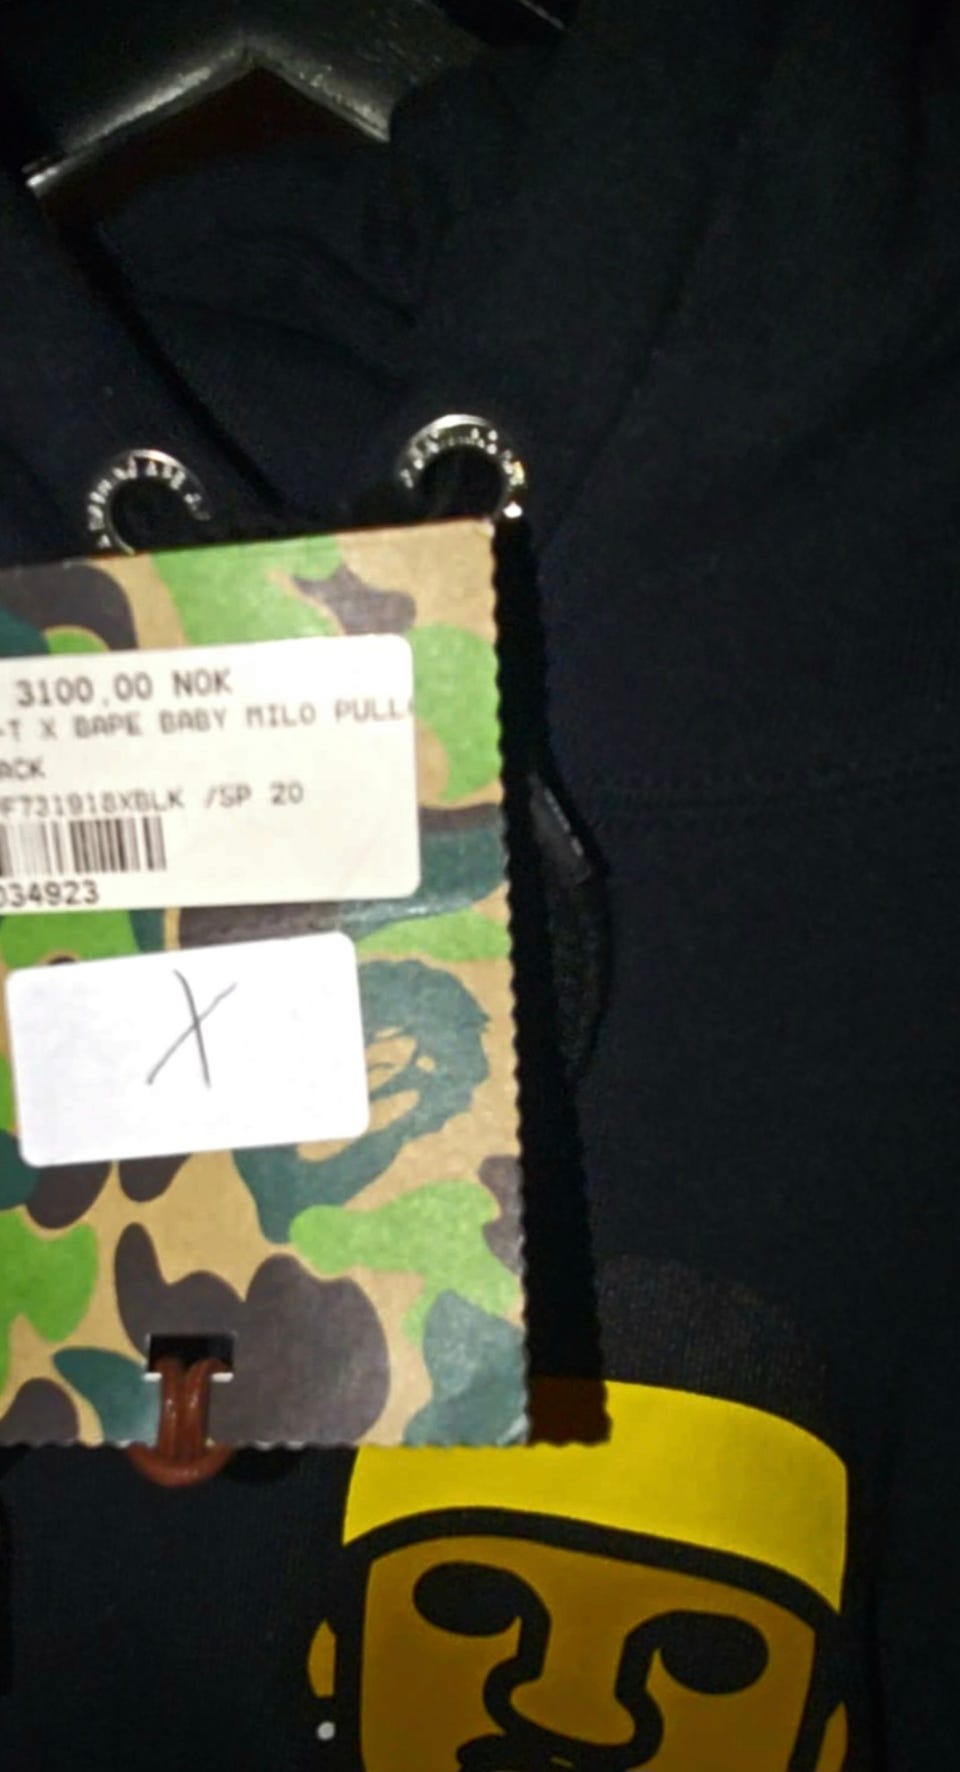 3100.00 NOK
-T X BAPE BABY MILO PULL
ACK
F731918XBLK /SP 20
034923
X